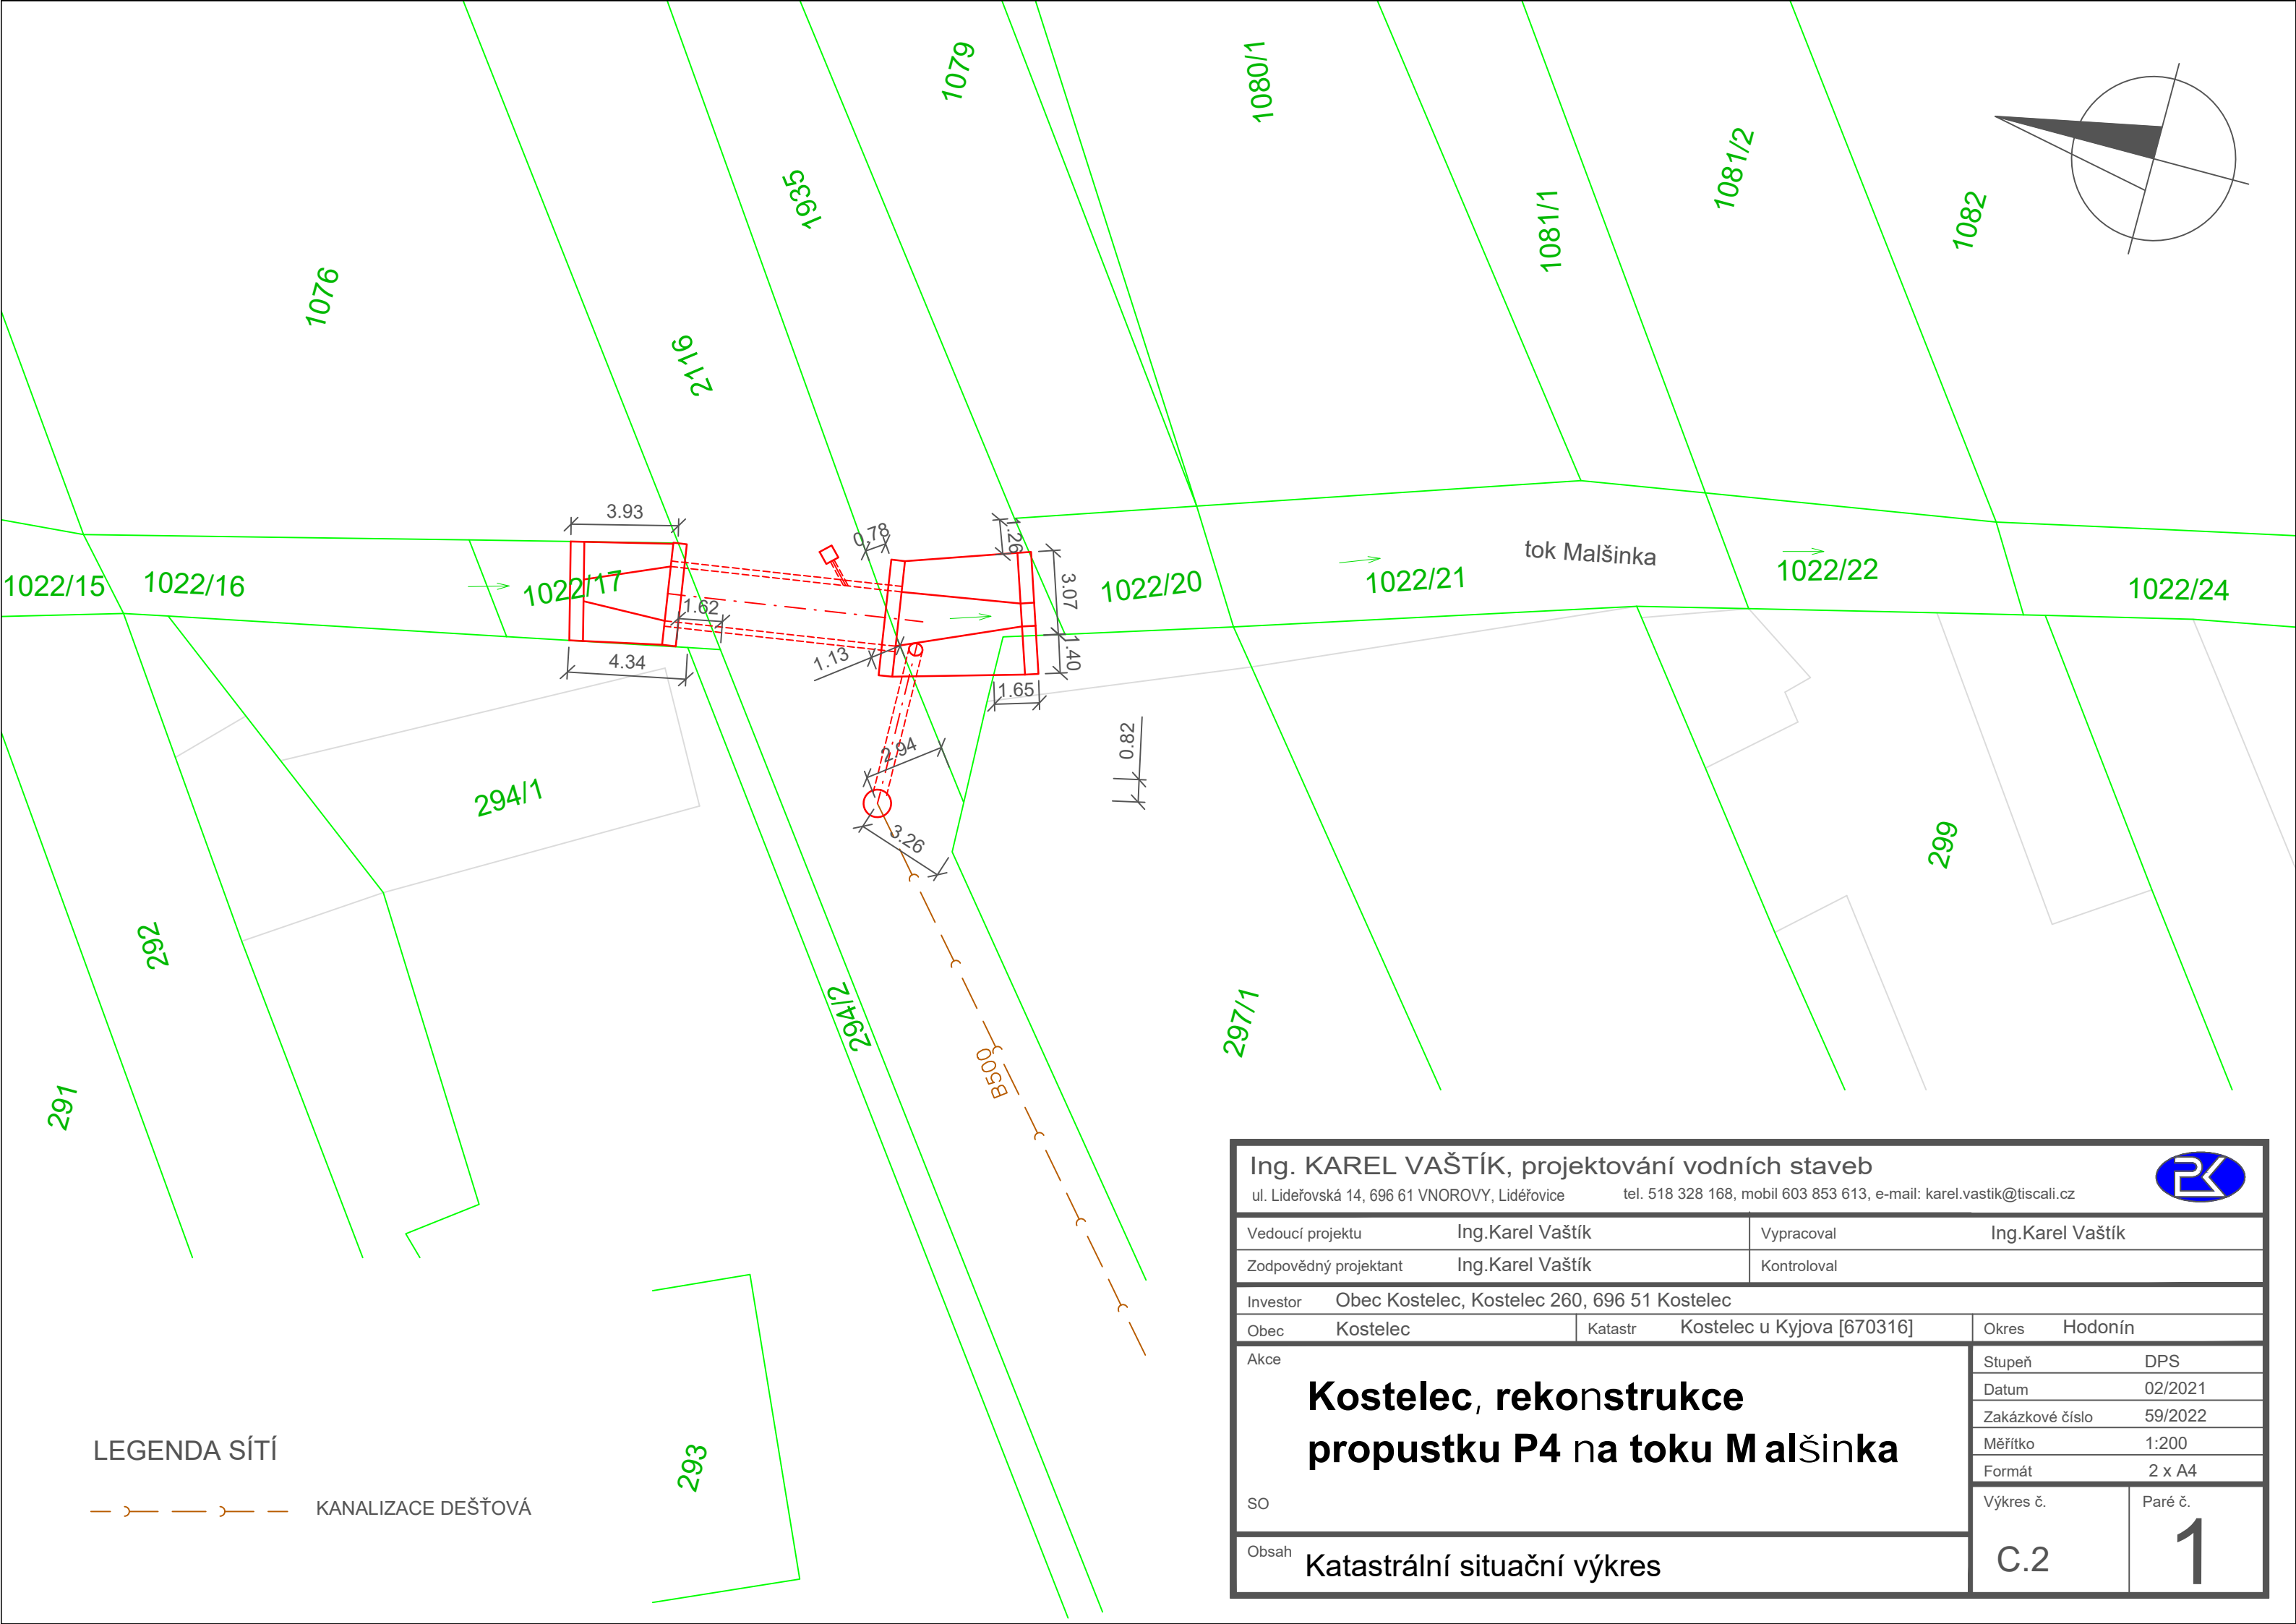 1079
1080/1
1081/2
1082
1935
1081/1
1076
2116
3.93
0.78
1.26
tok Malšinka
1022/15
1022/16
1022/17
3.07
1022/20
1022/21
1022/22
1022/24
1.62
4.34
1.13
1.40
1.65
0.82
2.94
294/1
3.26
299
292
294/2
297/1
B500
291
293
LEGENDA SÍTÍ
KANALIZACE DEŠŤOVÁ
Ing. KAREL VAŠTÍK, projektování vodních staveb
ul. Lideřovská 14, 696 61 VNOROVY, Lidéřovice tel. 518 328 168, mobil 603 853 613, e-mail: karel.vastik@tiscali.cz
PK
Vedoucí projektu Ing.Karel Vaštík Vypracoval Ing.Karel Vaštík
Zodpovědný projektant Ing.Karel Vaštík Kontroloval
Investor Obec Kostelec, Kostelec 260, 696 51 Kostelec
Obec Kostelec Katastr Kostelec u Kyjova [670316] Okres Hodonín
Akce
Kostelec, rekonstrukce
propustku P4 na toku Malšinka
SO
Obsah Katastrální situační výkres
Stupeň DPS
Datum 02/2021
Zakázkové číslo 59/2022
Měřítko 1:200
Formát 2 x A4
Výkres č. Paré č.
C.2 1